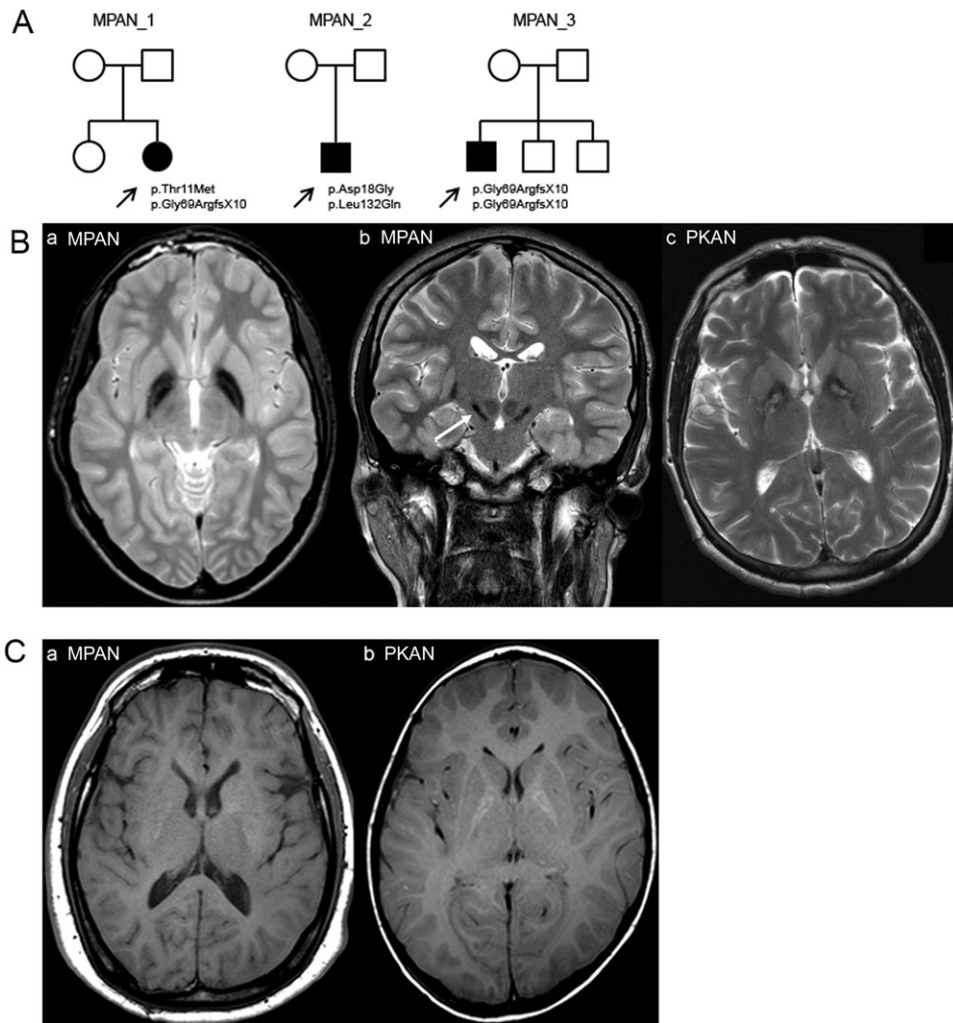 A
MPAN_1
MPAN_2
MPAN_3
p.Thr11Met
p.Gly69ArgfsX10
p.Asp18Gly
p.Leu132Gln
p.Gly69ArgfsX10
p.Gly69ArgfsX10
B
a MPAN
b MPAN
c PKAN
C
a MPAN
b PKAN